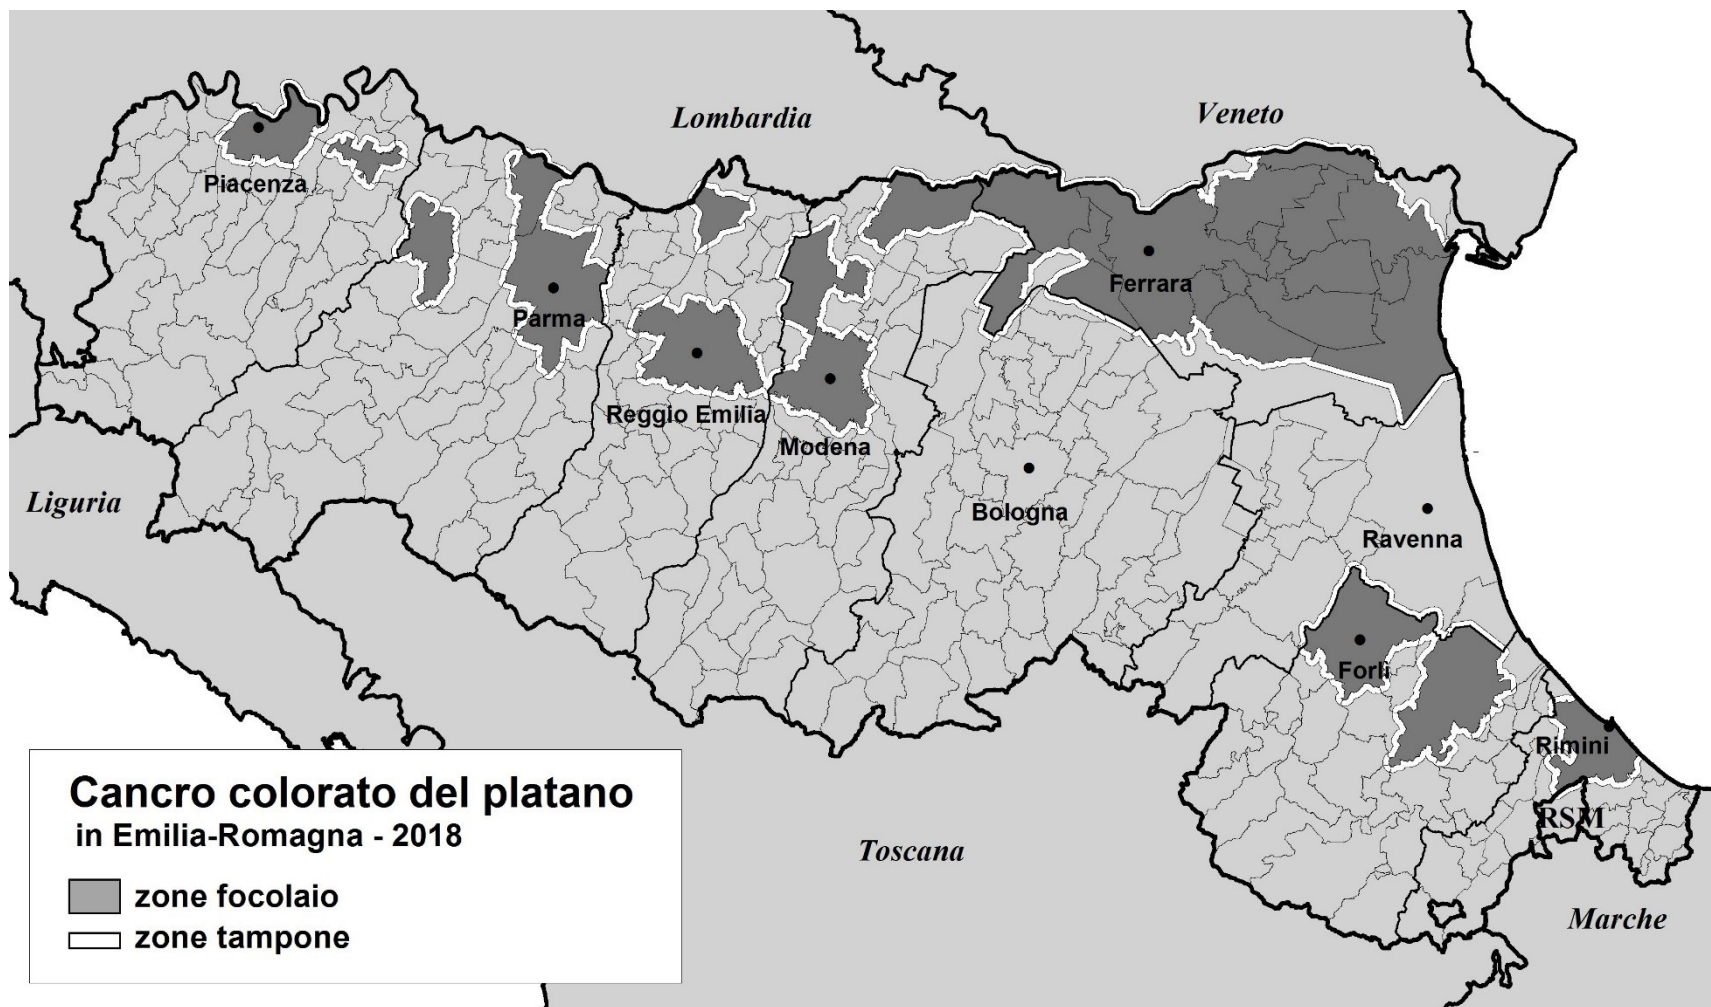 Lombardia
Veneto
Piacenza
Ferrara
Parma
Reggio Emilia
Modena
Liguria
Bologna
Ravenna
Forlì
Rimini
RSM
Toscana
Marche
Cancro colorato del platano
in Emilia-Romagna - 2018
zone focolaio
zone tampone